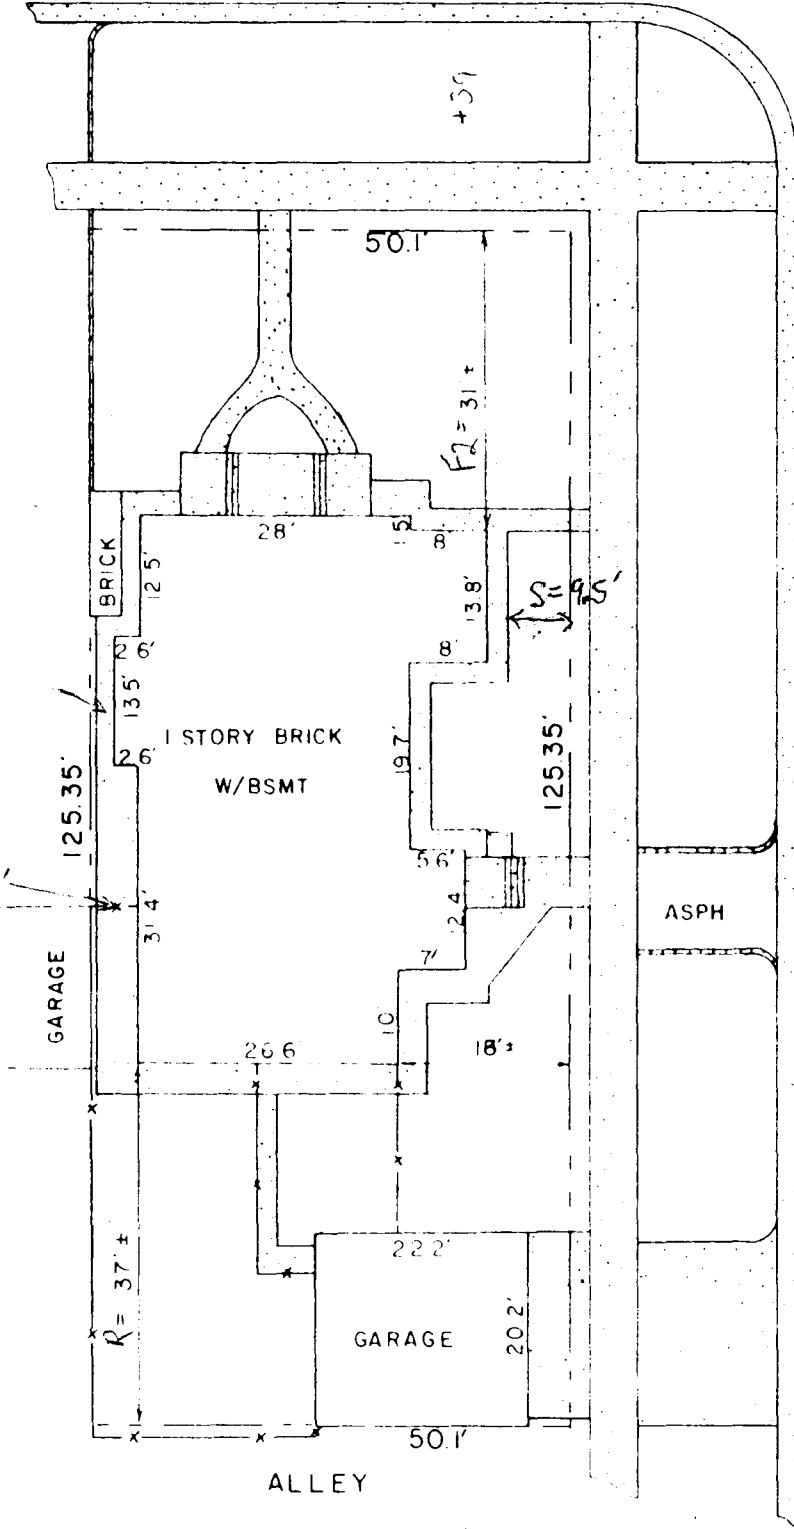 +39
50.1'
F2 = 31 ±
28'
1.5
8'
BRICK
12.5'
13.8'
S= 9.5'
2.6'
13.5'
8'
1 STORY BRICK
W/BSMT
2.6'
19.7'
125.35'
125.35'
5.6'
31.4'
12.4
ASPH
GARAGE
7'
10'
26.6
18'±
R= 37' ±
22.2'
GARAGE
20.2'
50.1'
ALLEY